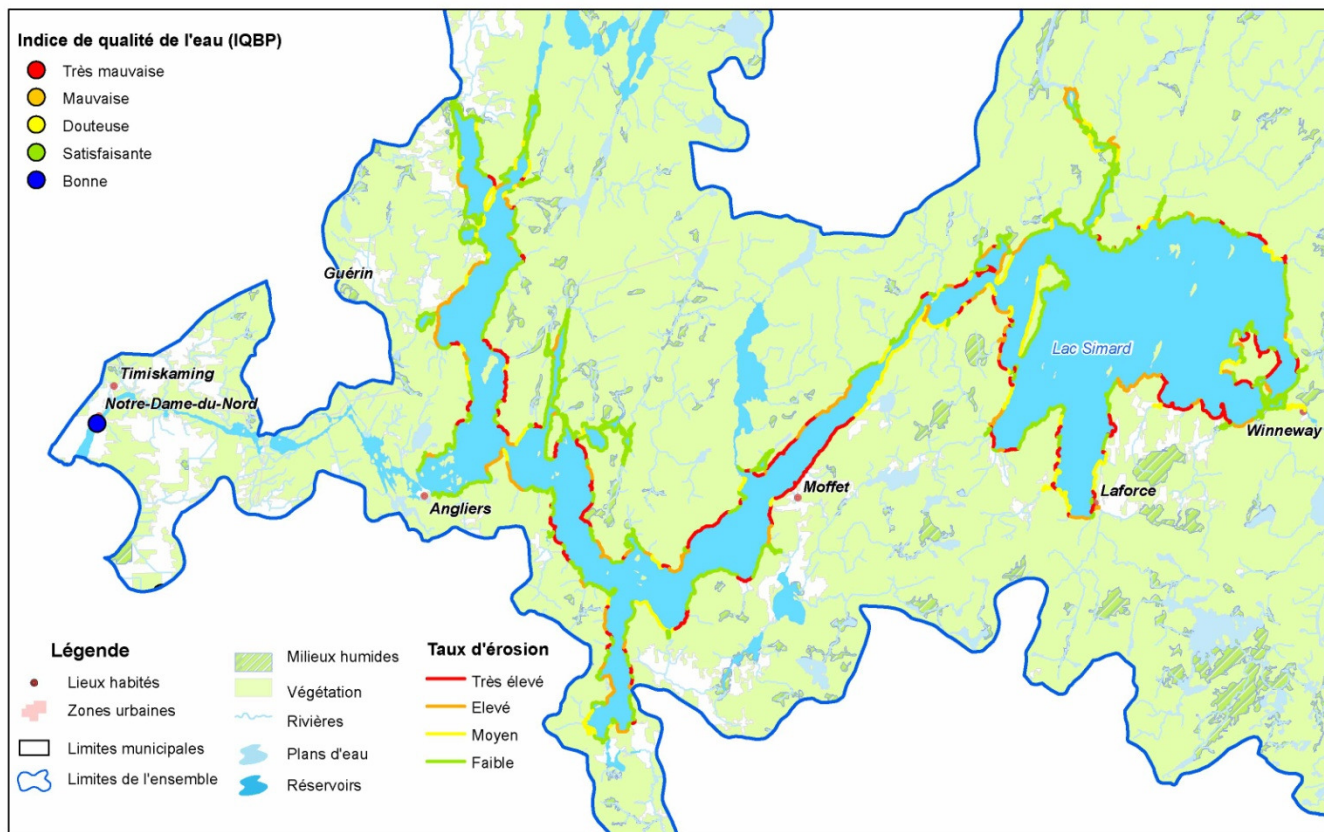 Indice de qualité de l'eau (IQBP)
Très mauvaise
Mauvaise
Douteuse
Satisfaisante
Bonne
Guérin
Timiskaming
Notre-Dame-du-Nord
Angliers
Moffet
Lac Simard
Laforce
Winneway
Légende
Lieux habités
Zones urbaines
Limites municipales
Limites de l'ensemble
Milieux humides
Végétation
Rivières
Plans d'eau
Réservoirs
Taux d'érosion
Très élevé
Elevé
Moyen
Faible